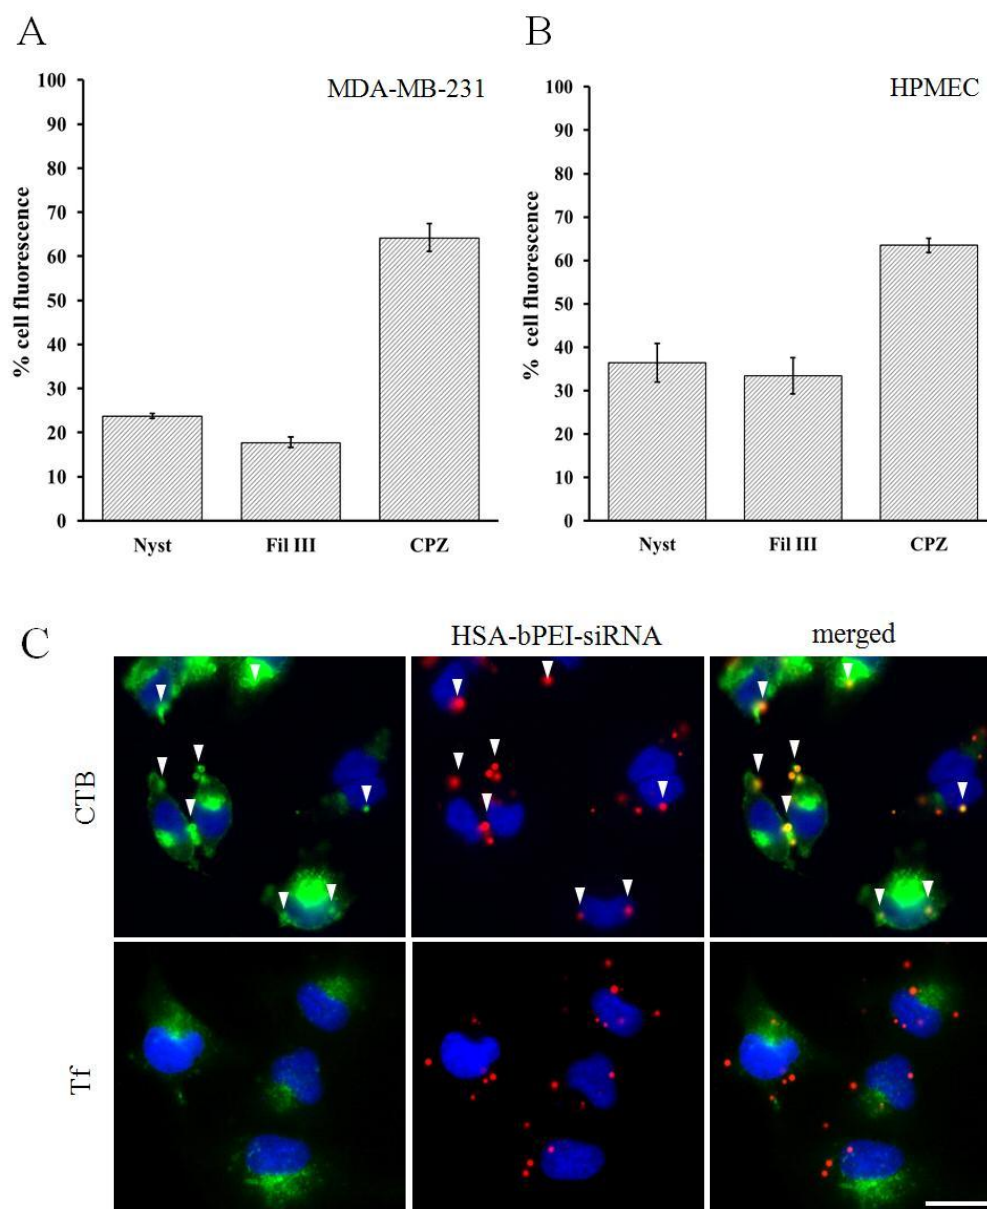 A
MDA-MB-231
% cell fluorescence
100
90
80
70
60
50
40
30
20
10
0
Nyst Fil III CPZ
B
HPMEC
% cell fluorescence
100
90
80
70
60
50
40
30
20
10
0
Nyst Fil III CPZ
C
HSA-bPEI-siRNA merged
CTB
Tf